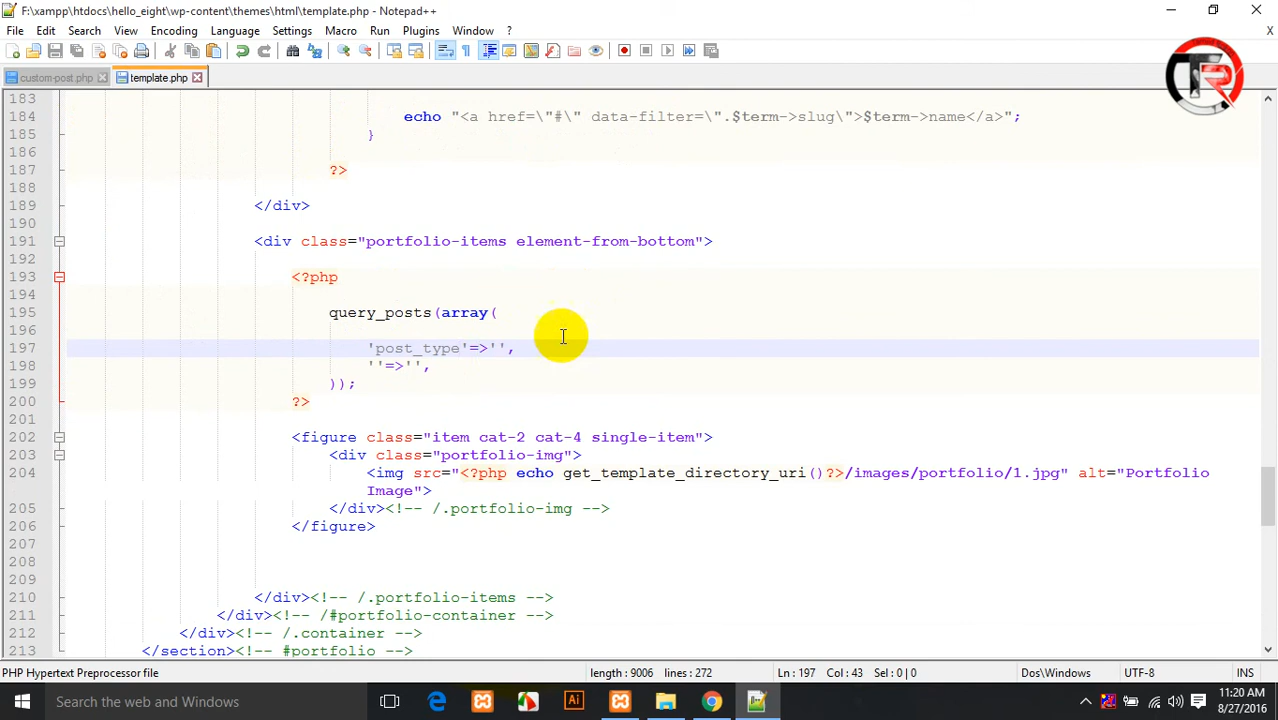 F:\xampp\htdocs\hello_eight\wp-content\themes\html\template.php - Notepad++
File Edit Search View Encoding Language Settings Macro Run Plugins Window ? X
custom-post.php template.php
183
184 echo "<a href=\"#\" data-filter=\".$term->slug\">$term->name</a>";
185 }
186
187 ?>
188
189 </div>
190
191 <div class="portfolio-items element-from-bottom">
192
193 <?php
194
195 query_posts(array(
196
197 'post_type'=>'',
198 ''=>'',
199 ));
200 ?>
201
202 <figure class="item cat-2 cat-4 single-item">
203 <div class="portfolio-img">
204 <img src="<?php echo get_template_directory_uri()?>/images/portfolio/1.jpg" alt="Portfolio
Image">
205 </div><!-- /.portfolio-img -->
206 </figure>
207
208
209
210 </div><!-- /.portfolio-items -->
211 </div><!-- /#portfolio-container -->
212 </div><!-- /.container -->
213 </section><!-- #portfolio -->
PHP Hypertext Preprocessor file length : 9006 lines : 272 Ln : 197 Col : 43 Sel : 0 | 0 Dos\Windows UTF-8 INS
Search the web and Windows
11:20 AM
8/27/2016